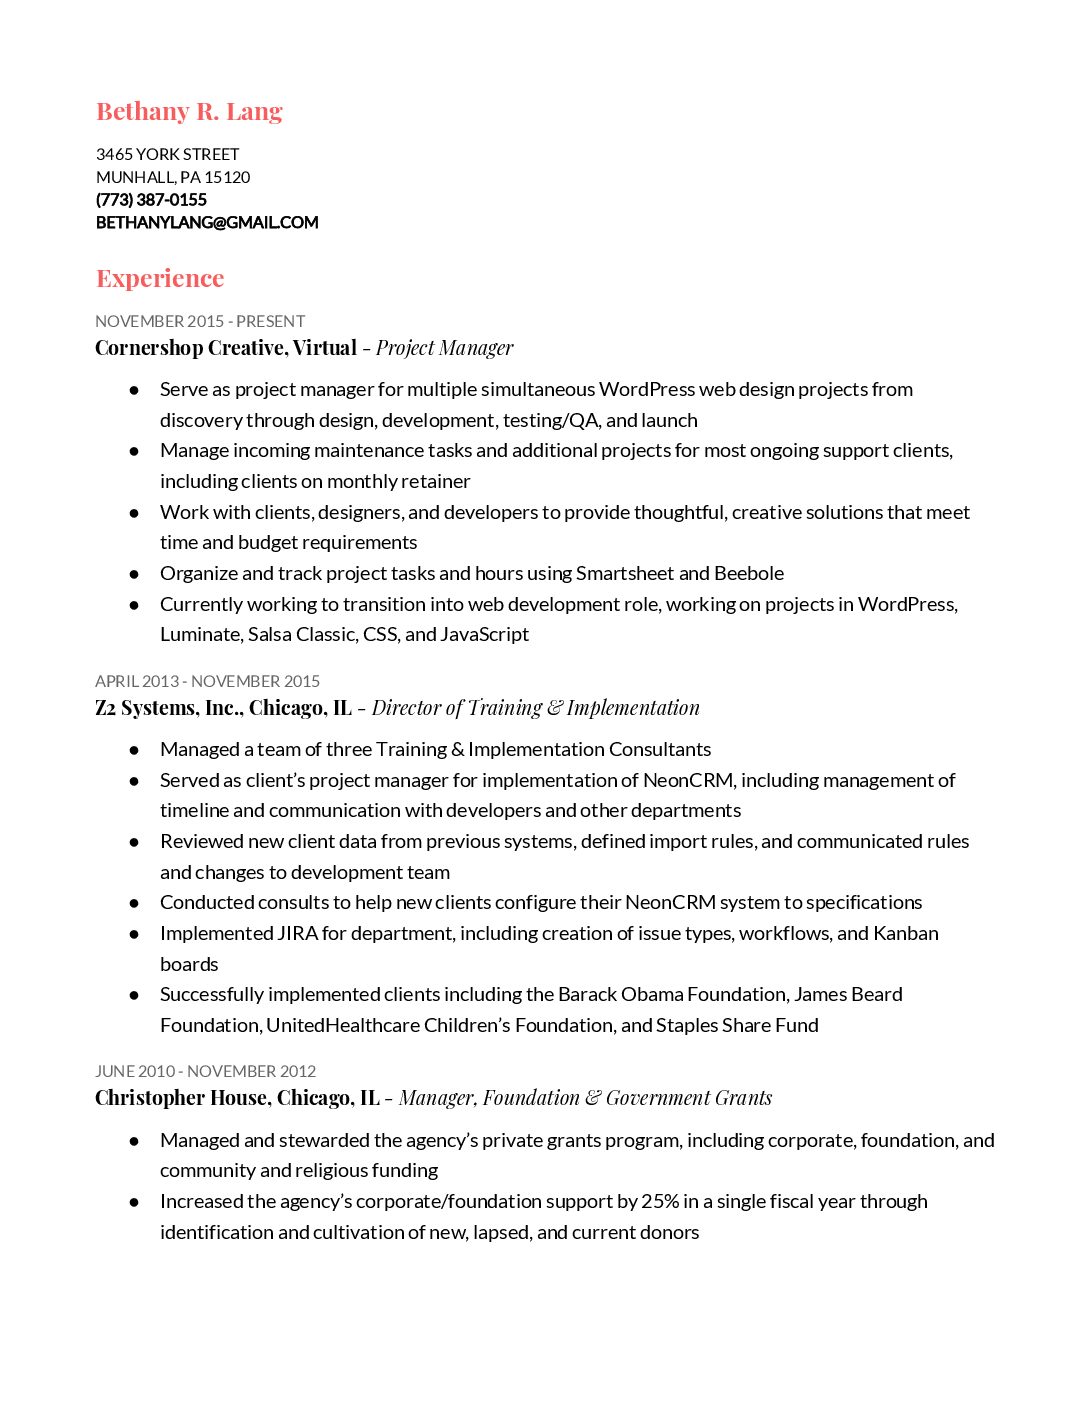 Bethany R. Lang
3465 YORK STREET
MUNHALL, PA 15120
(773) 387-0155
BETHANYLANG@GMAIL.COM
Experience
NOVEMBER 2015 - PRESENT
Cornershop Creative, Virtual - Project Manager
● Serve as project manager for multiple simultaneous WordPress web design projects from
discovery through design, development, testing/QA, and launch
● Manage incoming maintenance tasks and additional projects for most ongoing support clients,
including clients on monthly retainer
● Work with clients, designers, and developers to provide thoughtful, creative solutions that meet
time and budget requirements
● Organize and track project tasks and hours using Smartsheet and Beebole
● Currently working to transition into web development role, working on projects in WordPress,
Luminate, Salsa Classic, CSS, and JavaScript
APRIL 2013 - NOVEMBER 2015
Z2 Systems, Inc., Chicago, IL - Director of Training & Implementation
● Managed a team of three Training & Implementation Consultants
● Served as client’s project manager for implementation of NeonCRM, including management of
timeline and communication with developers and other departments
● Reviewed new client data from previous systems, defined import rules, and communicated rules
and changes to development team
● Conducted consults to help new clients configure their NeonCRM system to specifications
● Implemented JIRA for department, including creation of issue types, workflows, and Kanban
boards
● Successfully implemented clients including the Barack Obama Foundation, James Beard
Foundation, UnitedHealthcare Children’s Foundation, and Staples Share Fund
JUNE 2010 - NOVEMBER 2012
Christopher House, Chicago, IL - Manager, Foundation & Government Grants
● Managed and stewarded the agency’s private grants program, including corporate, foundation, and
community and religious funding
● Increased the agency’s corporate/foundation support by 25% in a single fiscal year through
identification and cultivation of new, lapsed, and current donors